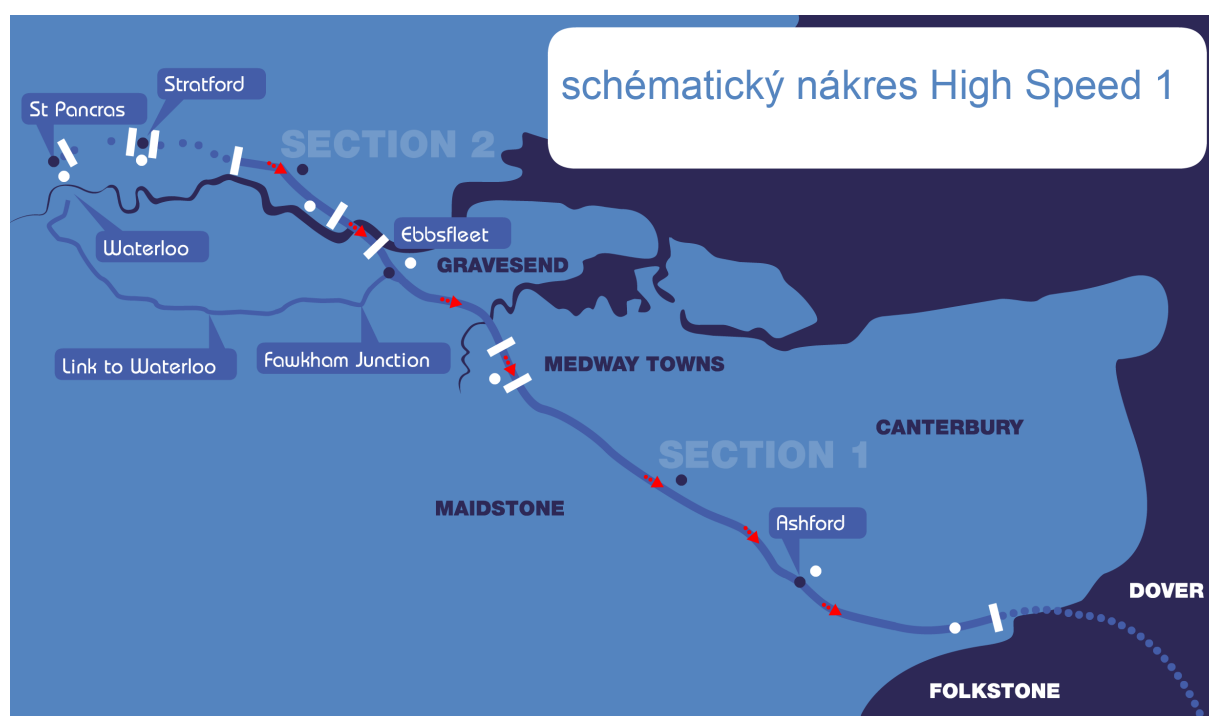 schématický nákres High Speed 1
Stratford
St Pancras
SECTION 2
Ebbsfleet
Waterloo
GRAVESEND
Link to Waterloo
Fawkham Junction
MEDWAY TOWNS
CANTERBURY
SECTION 1
MAIDSTONE
Ashford
DOVER
FOLKSTONE